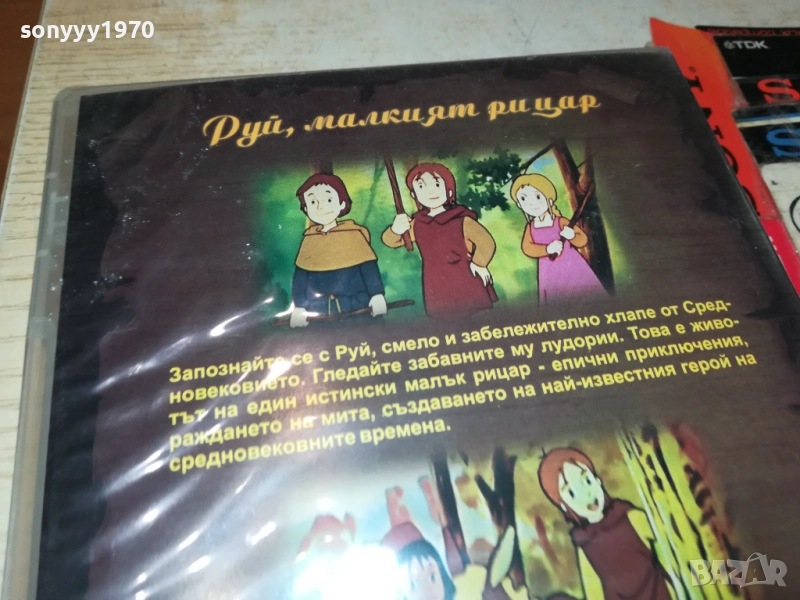 sonyyy1970
TDK
Руй, малкият рицар
Запознайте се с Руй, смело и забележително хлапе от Сред-
новековието. Гледайте забавните му лудории. Това е живо-
тът на един истински малък рицар - епични приключения,
раждането на мита, създаването на най-известния герой на
средновековните времена.
BAZAR